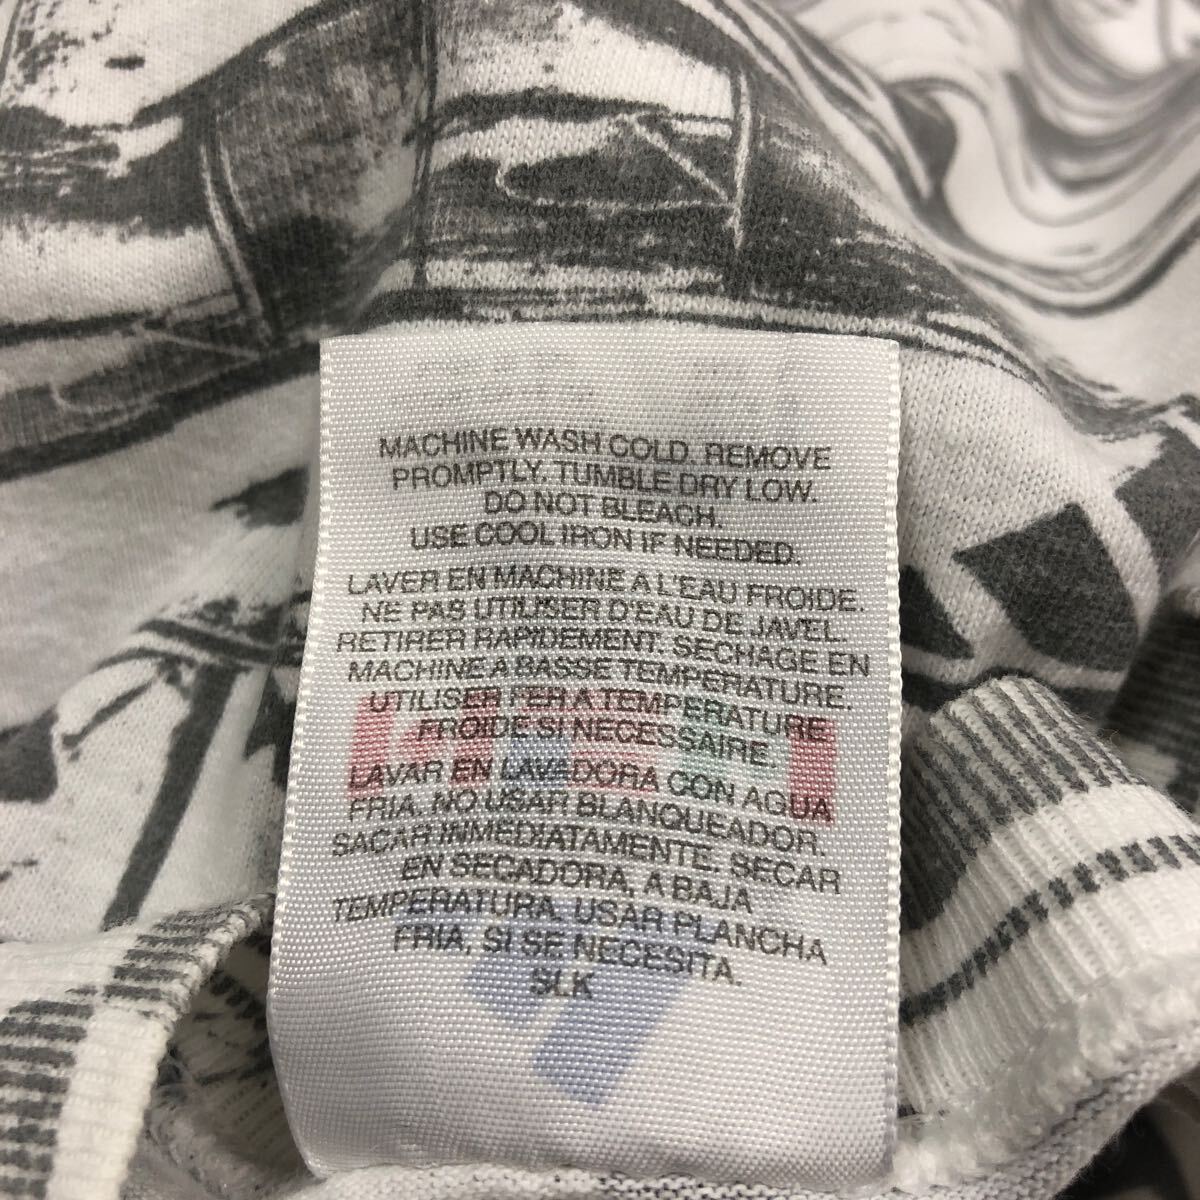 MACHINE WASH COLD. REMOVE
PROMPTLY. TUMBLE DRY LOW.
DO NOT BLEACH.
USE COOL IRON IF NEEDED.
LAVER EN MACHINE A L'EAU FROIDE.
NE PAS UTILISER D'EAU DE JAVEL.
RETIRER RAPIDEMENT. SECHAGE EN
MACHINE A BASSE TEMPERATURE.
UTILISER FER A TEMPERATURE
FROIDE SI NECESSAIRE.
LAVAR EN LAVADORA CON AGUA
FRIA. NO USAR BLANQUEADOR.
SACAR INMEDIATAMENTE. SECAR
EN SECADORA, A BAJA
TEMPERATURA. USAR PLANCHA
FRIA, SI SE NECESITA.
SLK